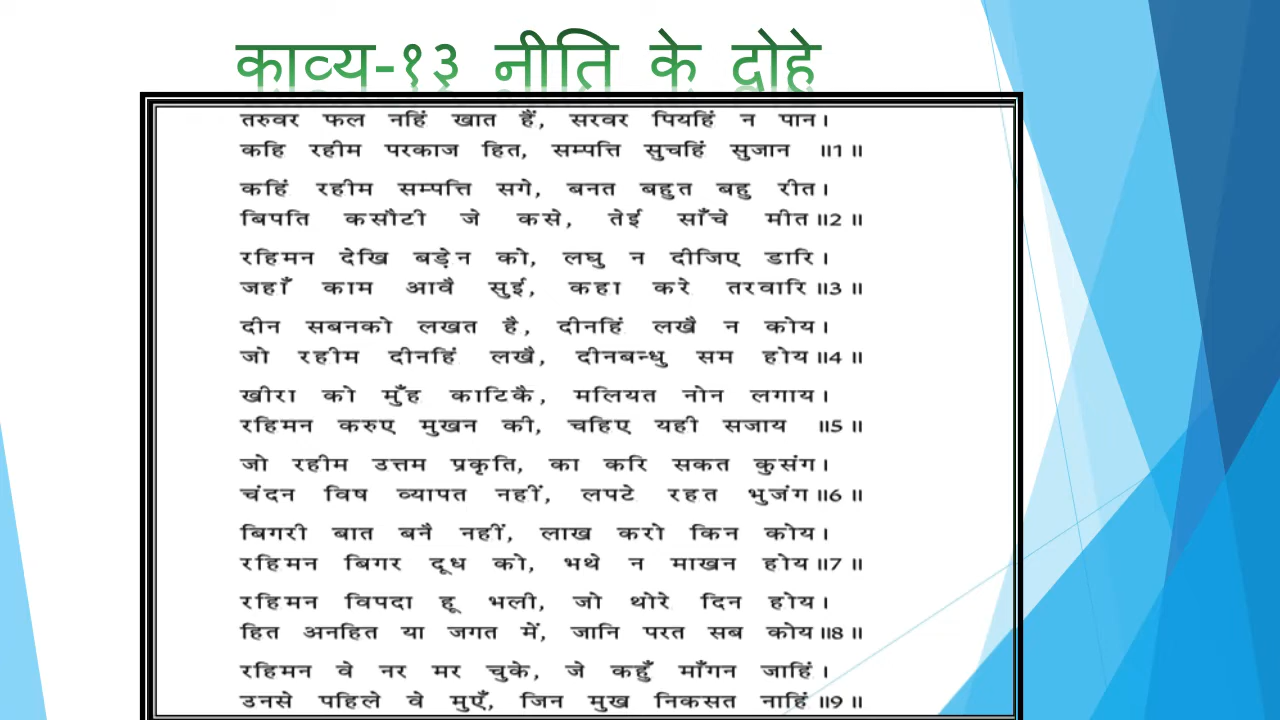 काव्य-१३ नीति के दोहे
तरुवर फल नहिं खात हैं, सरवर पियहिं न पान।
कहि रहीम परकाज हित, सम्पत्ति सुचहिं सुजान ॥1॥
कहिं रहीम सम्पत्ति सगे, बनत बहुत बहु रीत।
बिपति कसौटी जे कसे, तेई साँचे मीत॥2॥
रहिमन देखि बड़ेन को, लघु न दीजिए डारि।
जहाँ काम आवै सुई, कहा करे तरवारि॥3॥
दीन सबनको लखत है, दीनहिं लखै न कोय।
जो रहीम दीनहिं लखै, दीनबन्धु सम होय॥4॥
खीरा को मुँह काटिकै, मलियत नोन लगाय।
रहिमन करुए मुखन की, चहिए यही सजाय ॥5॥
जो रहीम उत्तम प्रकृति, का करि सकत कुसंग।
चंदन विष व्यापत नहीं, लपटे रहत भुजंग॥6॥
बिगरी बात बनै नहीं, लाख करो किन कोय।
रहिमन बिगर दूध को, भथे न माखन होय॥7॥
रहिमन विपदा हू भली, जो थोरे दिन होय।
हित अनहित या जगत में, जानि परत सब कोय॥8॥
रहिमन वे नर मर चुके, जे कहुँ माँगन जाहिं।
उनसे पहिले वे मुएँ, जिन मुख निकसत नाहिं॥9॥